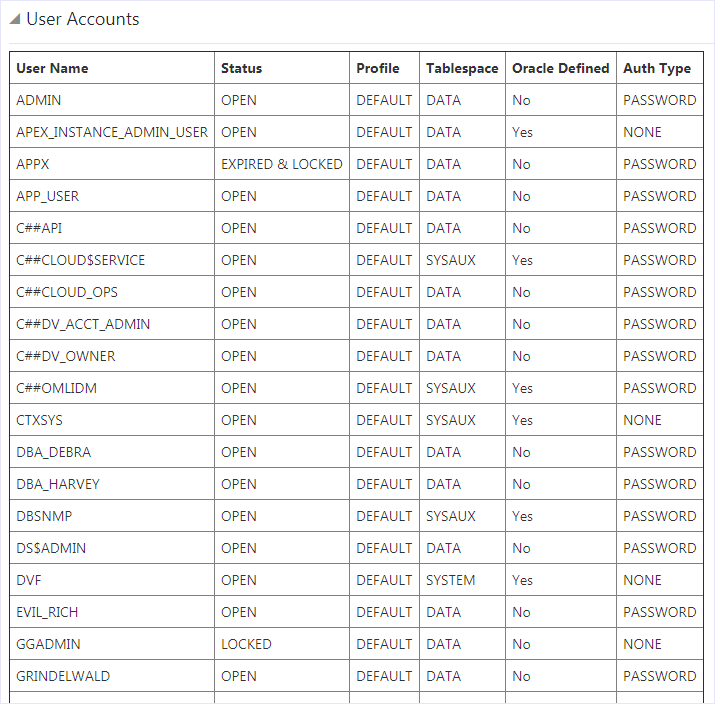 User Accounts
User Name Status Profile Tablespace Oracle Defined Auth Type
ADMIN OPEN DEFAULT DATA No PASSWORD
APEX_INSTANCE_ADMIN_USER OPEN DEFAULT DATA Yes NONE
APPX EXPIRED & LOCKED DEFAULT DATA No PASSWORD
APP_USER OPEN DEFAULT DATA No PASSWORD
C##API OPEN DEFAULT DATA No PASSWORD
C##CLOUD$SERVICE OPEN DEFAULT SYSAUX Yes PASSWORD
C##CLOUD_OPS OPEN DEFAULT DATA No PASSWORD
C##DV_ACCT_ADMIN OPEN DEFAULT DATA No PASSWORD
C##DV_OWNER OPEN DEFAULT DATA No PASSWORD
C##OMLIDM OPEN DEFAULT SYSAUX Yes PASSWORD
CTXSYS OPEN DEFAULT SYSAUX Yes NONE
DBA_DEBRA OPEN DEFAULT DATA No PASSWORD
DBA_HARVEY OPEN DEFAULT DATA No PASSWORD
DBSNMP OPEN DEFAULT SYSAUX Yes PASSWORD
DS$ADMIN OPEN DEFAULT DATA No PASSWORD
DVF OPEN DEFAULT SYSTEM Yes NONE
EVIL_RICH OPEN DEFAULT DATA No PASSWORD
GGADMIN LOCKED DEFAULT DATA No NONE
GRINDELWALD OPEN DEFAULT DATA No PASSWORD